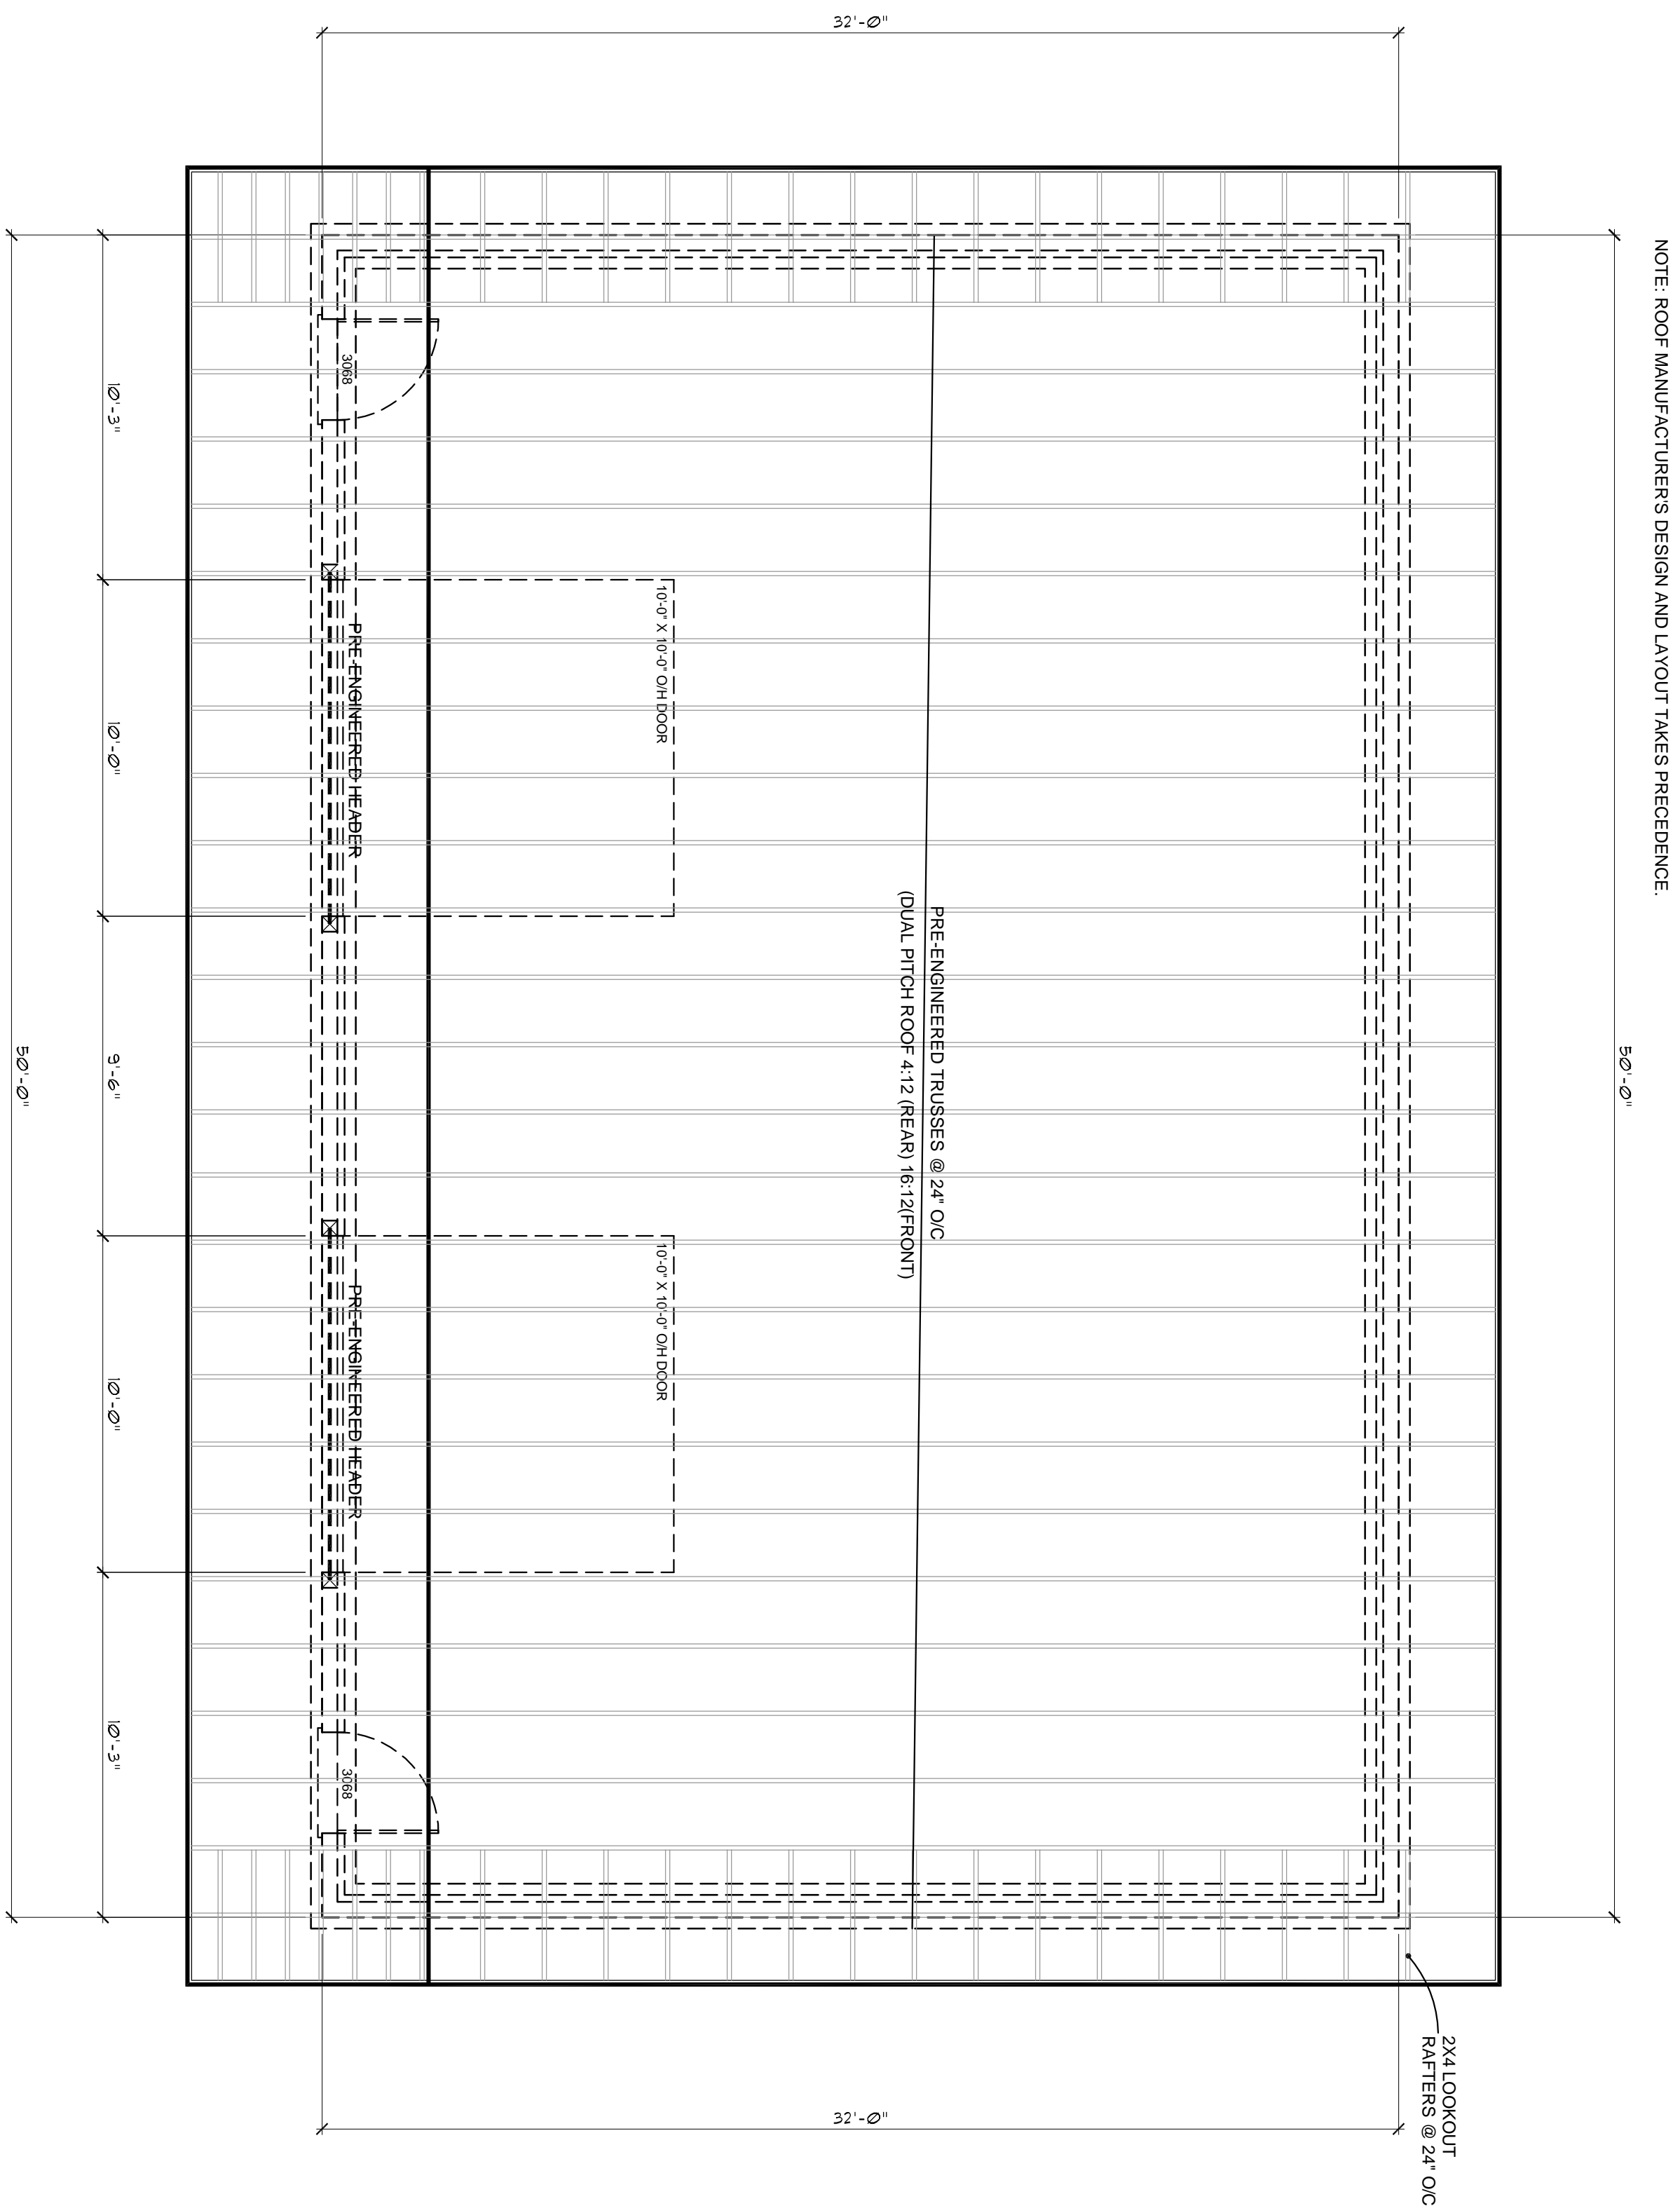 NOTE: ROOF MANUFACTURER'S DESIGN AND LAYOUT TAKES PRECEDENCE.
50'-0"
2X4 LOOKOUT
RAFTERS @ 24" O/C
32'-0"
32'-0"
PRE-ENGINEERED TRUSSES @ 24" O/C
(DUAL PITCH ROOF 4:12 (REAR) 16:12(FRONT)
10'-0" X 10'-0" O/H DOOR
10'-0" X 10'-0" O/H DOOR
3068
PRE-ENGINEERED HEADER
PRE-ENGINEERED HEADER
3068
10'-3"
10'-0"
9'-6"
10'-0"
10'-3"
50'-0"